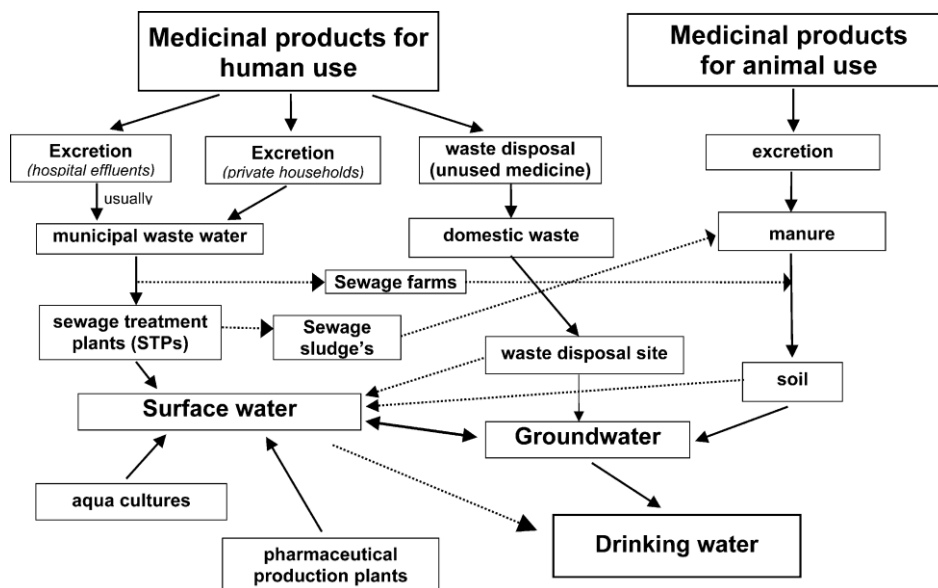 Medicinal products for
human use
Medicinal products
for animal use
Excretion
(hospital effluents)
Excretion
(private households)
waste disposal
(unused medicine)
excretion
usually
municipal waste water
domestic waste
manure
Sewage farms
sewage treatment
plants (STPs)
Sewage
sludge's
waste disposal site
soil
Surface water
Groundwater
aqua cultures
Drinking water
pharmaceutical
production plants